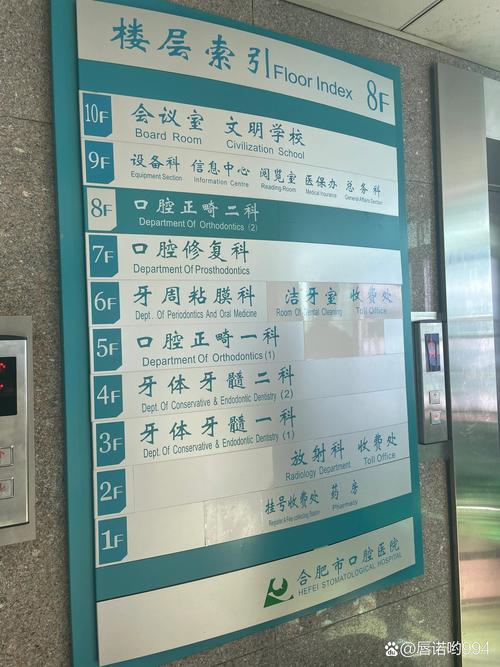 楼层索引 Floor Index 8F
10F 会议室 文明学校
Board Room Civilization School
9F 设备科 信息中心 阅览室 医保办 总务科
Equipment Section Information Centre Reading Room Medical Insurance General Affairs Section
8F 口腔正畸二科
Department Of Orthodontics (2)
7F 口腔修复科
Department Of Prosthodontics
6F 牙周粘膜科 洁牙室 收费处
Dept. Of Periodontics And Oral Medicine Room Of Dental Cleaning Toll Office
5F 口腔正畸一科
Department Of Orthodontics (1)
4F 牙体牙髓二科
Dept. Of Conservative & Endodontic Dentistry (2)
3F 牙体牙髓一科
Dept. Of Conservative & Endodontic Dentistry (1)
2F 放射科 收费处
Radiology Department Toll Office
1F 挂号收费处 药房
Register & Fee-collecting Station Pharmacy
合肥市口腔医院
HEFEI STOMATOLOGICAL HOSPITAL
@唇诺哟994